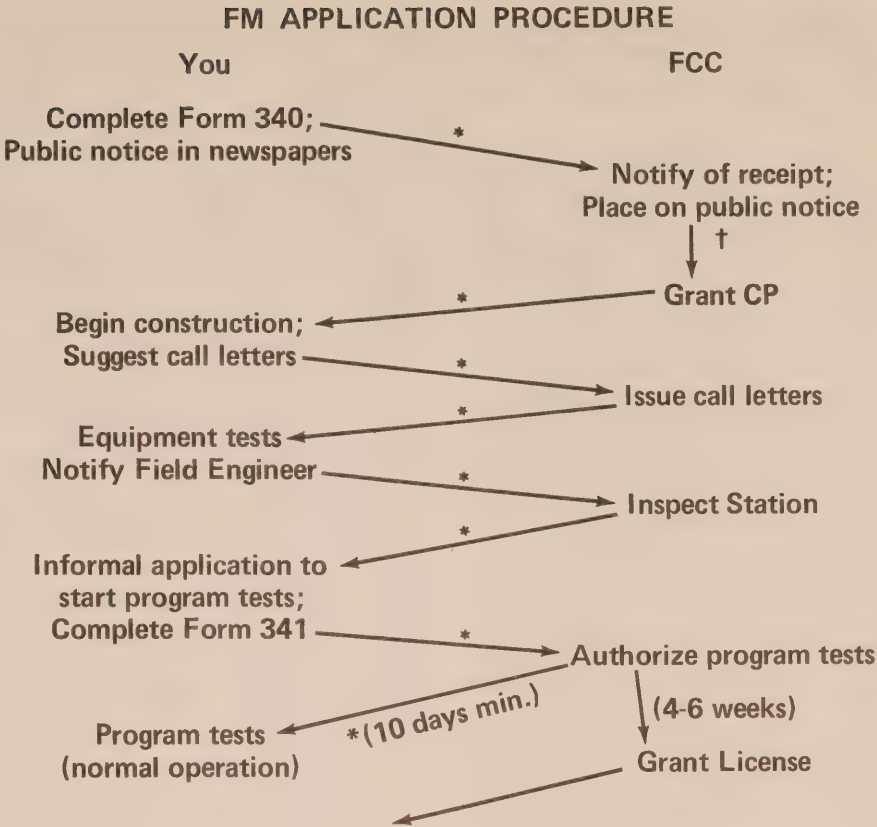 FM APPLICATION PROCEDURE
You
FCC
Complete Form 340;
Public notice in newspapers
*
Notify of receipt;
Place on public notice
†
Grant CP
*
Begin construction;
Suggest call letters
*
Issue call letters
*
Equipment tests
Notify Field Engineer
*
Inspect Station
*
Informal application to
start program tests;
Complete Form 341
*
Authorize program tests
*(10 days min.)
(4-6 weeks)
Program tests
(normal operation)
Grant License